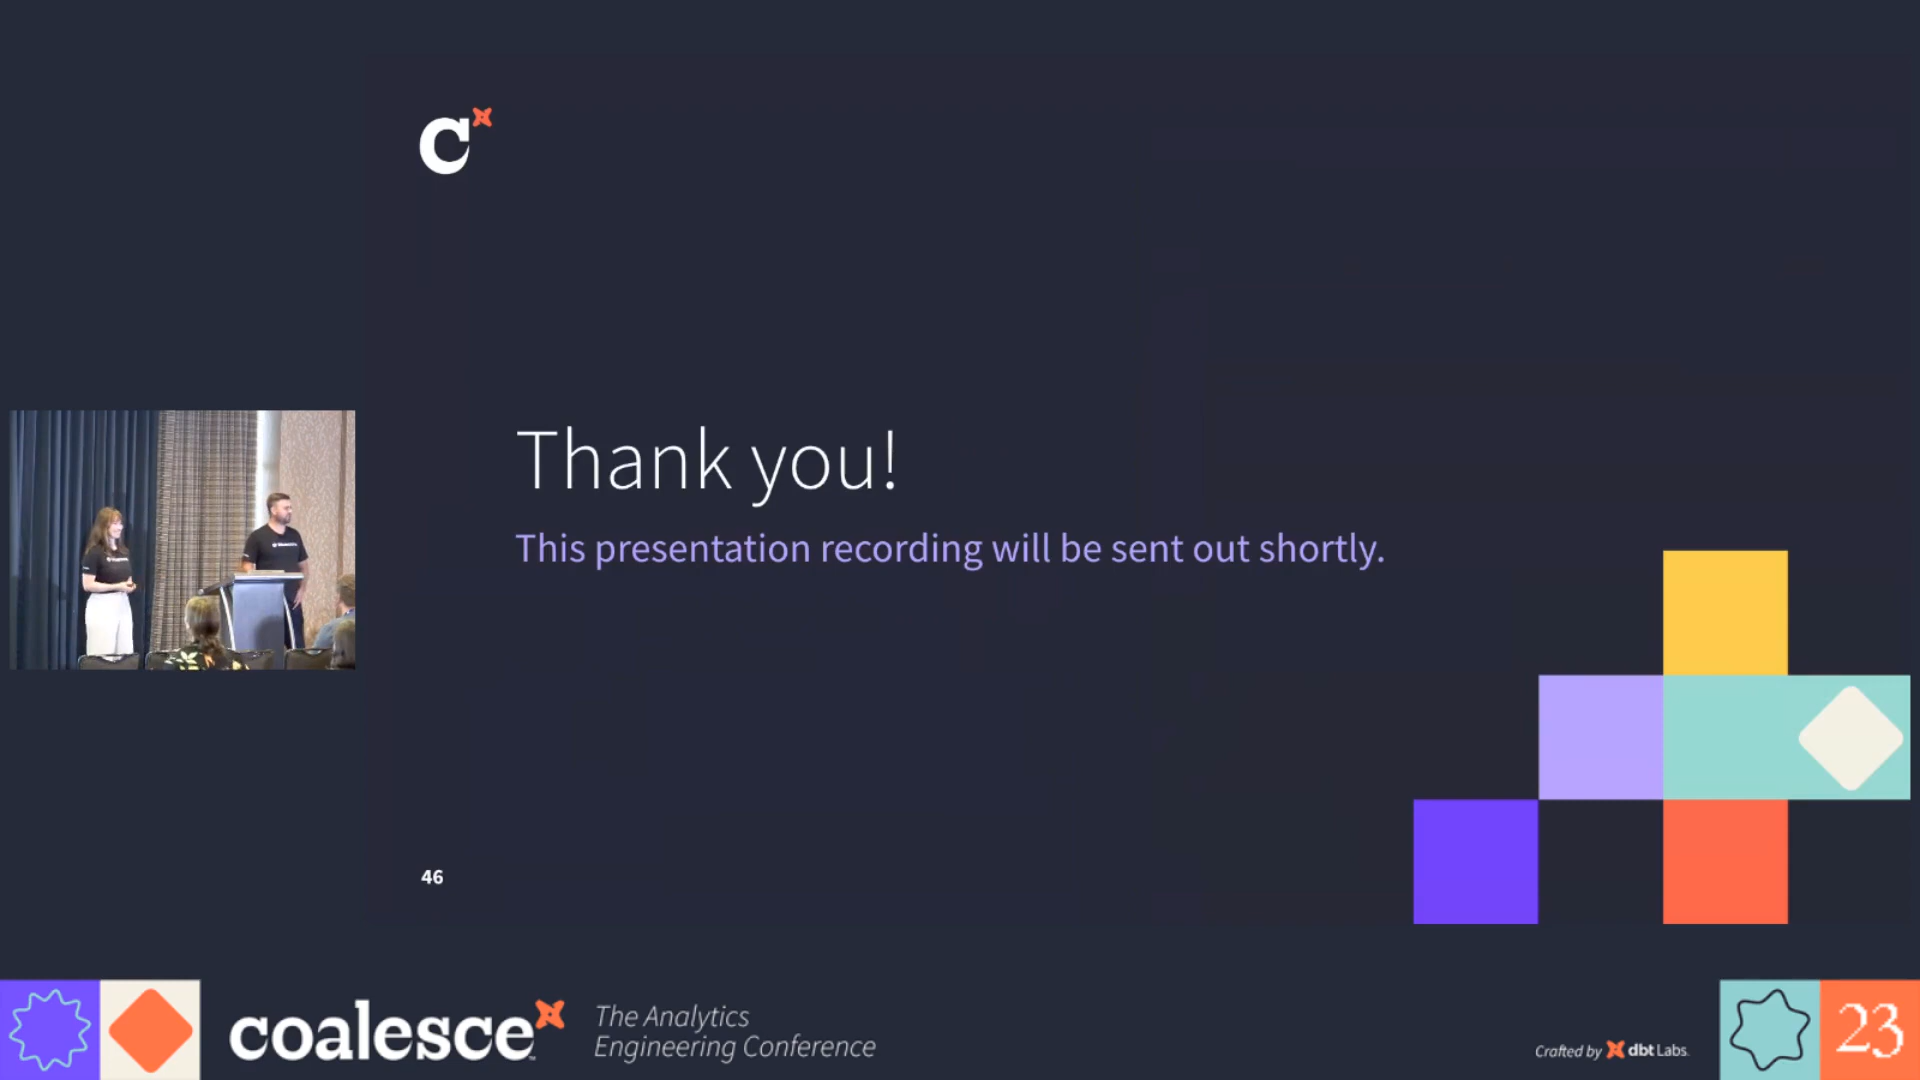 C
Thank you!
This presentation recording will be sent out shortly.
46
coalesce
The Analytics
Engineering Conference
Crafted by dbt Labs
23